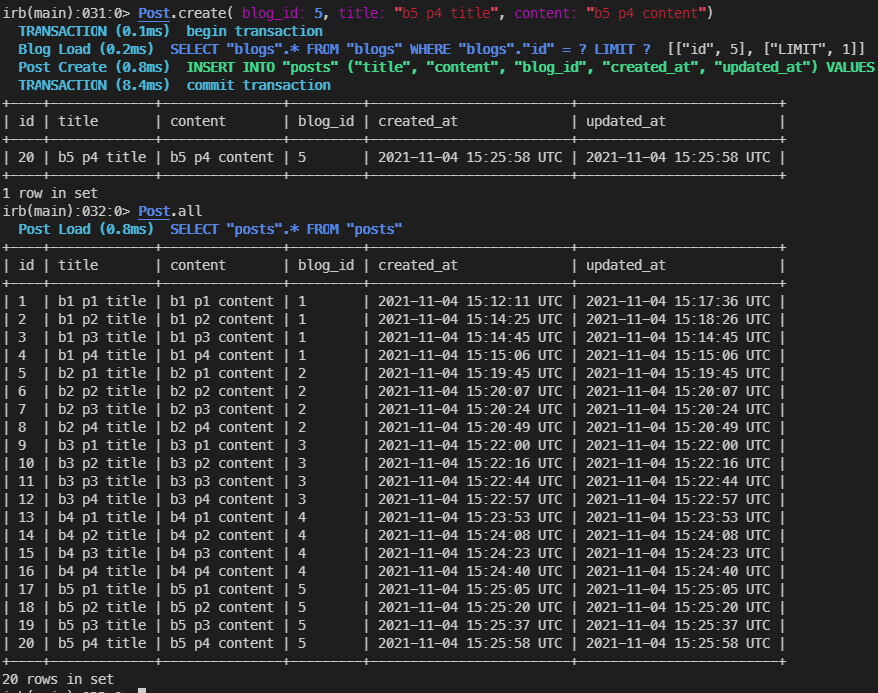 irb(main):031:0> Post.create( blog_id: 5, title: "b5 p4 title", content: "b5 p4 content")
TRANSACTION (0.1ms)  begin transaction
Blog Load (0.2ms)  SELECT "blogs".* FROM "blogs" WHERE "blogs"."id" = ? LIMIT ?  [["id", 5], ["LIMIT", 1]]
Post Create (0.8ms)  INSERT INTO "posts" ("title", "content", "blog_id", "created_at", "updated_at") VALUES
TRANSACTION (8.4ms)  commit transaction
| id | title       | content       | blog_id | created_at              | updated_at              |
| 20 | b5 p4 title | b5 p4 content | 5       | 2021-11-04 15:25:58 UTC | 2021-11-04 15:25:58 UTC |
1 row in set
irb(main):032:0> Post.all
Post Load (0.8ms)  SELECT "posts".* FROM "posts"
| id | title       | content       | blog_id | created_at              | updated_at              |
| 1  | b1 p1 title | b1 p1 content | 1       | 2021-11-04 15:12:11 UTC | 2021-11-04 15:17:36 UTC |
| 2  | b1 p2 title | b1 p2 content | 1       | 2021-11-04 15:14:25 UTC | 2021-11-04 15:18:26 UTC |
| 3  | b1 p3 title | b1 p3 content | 1       | 2021-11-04 15:14:45 UTC | 2021-11-04 15:14:45 UTC |
| 4  | b1 p4 title | b1 p4 content | 1       | 2021-11-04 15:15:06 UTC | 2021-11-04 15:15:06 UTC |
| 5  | b2 p1 title | b2 p1 content | 2       | 2021-11-04 15:19:45 UTC | 2021-11-04 15:19:45 UTC |
| 6  | b2 p2 title | b2 p2 content | 2       | 2021-11-04 15:20:07 UTC | 2021-11-04 15:20:07 UTC |
| 7  | b2 p3 title | b2 p3 content | 2       | 2021-11-04 15:20:24 UTC | 2021-11-04 15:20:24 UTC |
| 8  | b2 p4 title | b2 p4 content | 2       | 2021-11-04 15:20:49 UTC | 2021-11-04 15:20:49 UTC |
| 9  | b3 p1 title | b3 p1 content | 3       | 2021-11-04 15:22:00 UTC | 2021-11-04 15:22:00 UTC |
| 10 | b3 p2 title | b3 p2 content | 3       | 2021-11-04 15:22:16 UTC | 2021-11-04 15:22:16 UTC |
| 11 | b3 p3 title | b3 p3 content | 3       | 2021-11-04 15:22:44 UTC | 2021-11-04 15:22:44 UTC |
| 12 | b3 p4 title | b3 p4 content | 3       | 2021-11-04 15:22:57 UTC | 2021-11-04 15:22:57 UTC |
| 13 | b4 p1 title | b4 p1 content | 4       | 2021-11-04 15:23:53 UTC | 2021-11-04 15:23:53 UTC |
| 14 | b4 p2 title | b4 p2 content | 4       | 2021-11-04 15:24:08 UTC | 2021-11-04 15:24:08 UTC |
| 15 | b4 p3 title | b4 p3 content | 4       | 2021-11-04 15:24:23 UTC | 2021-11-04 15:24:23 UTC |
| 16 | b4 p4 title | b4 p4 content | 4       | 2021-11-04 15:24:40 UTC | 2021-11-04 15:24:40 UTC |
| 17 | b5 p1 title | b5 p1 content | 5       | 2021-11-04 15:25:05 UTC | 2021-11-04 15:25:05 UTC |
| 18 | b5 p2 title | b5 p2 content | 5       | 2021-11-04 15:25:20 UTC | 2021-11-04 15:25:20 UTC |
| 19 | b5 p3 title | b5 p3 content | 5       | 2021-11-04 15:25:37 UTC | 2021-11-04 15:25:37 UTC |
| 20 | b5 p4 title | b5 p4 content | 5       | 2021-11-04 15:25:58 UTC | 2021-11-04 15:25:58 UTC |
20 rows in set